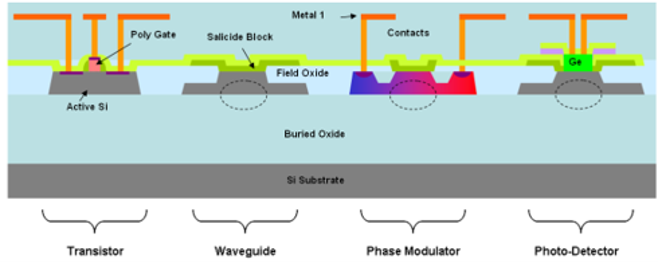 Metal 1
Poly Gate
Salicide Block
Contacts
Ge
Field Oxide
Active Si
Buried Oxide
Si Substrate
Transistor
Waveguide
Phase Modulator
Photo-Detector